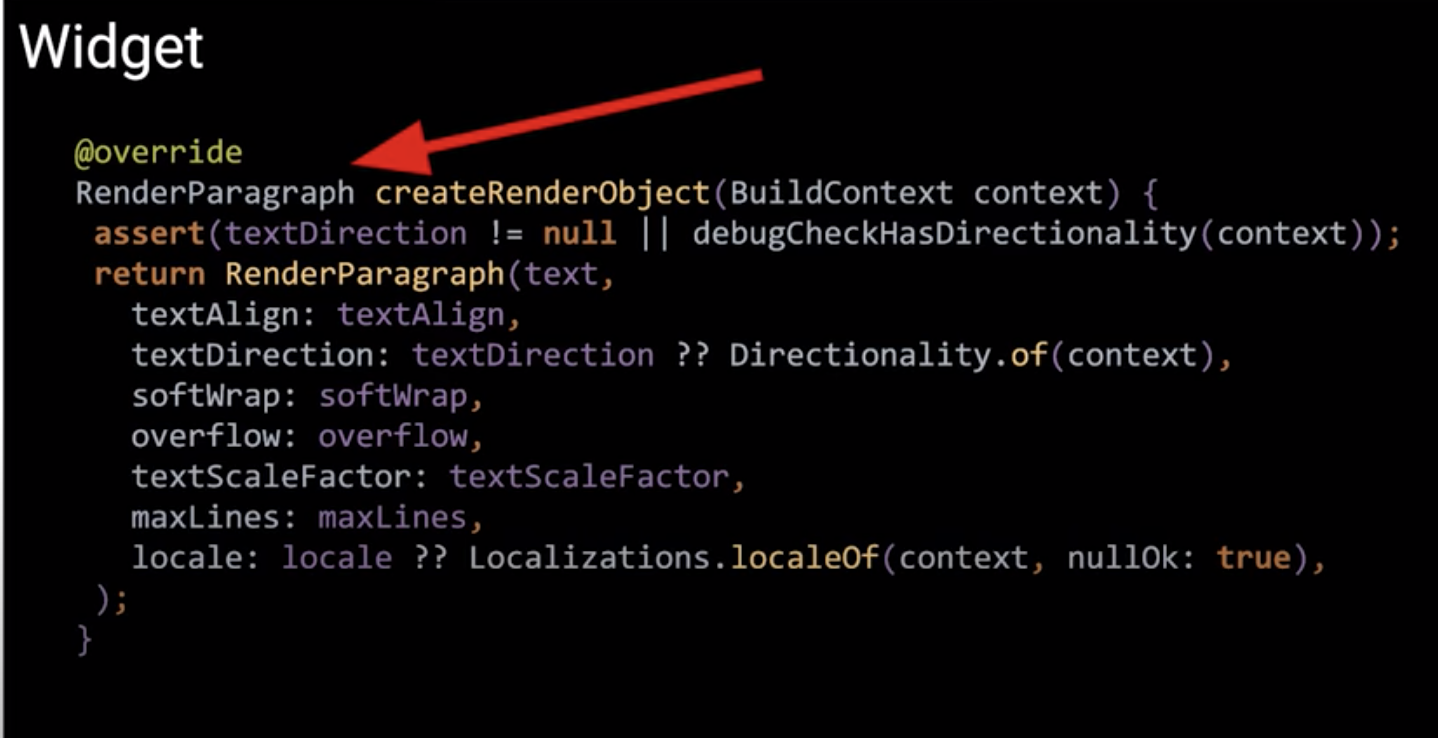 Widget
@override
RenderParagraph createRenderObject(BuildContext context) {
assert(textDirection != null || debugCheckHasDirectionality(context));
return RenderParagraph(text,
textAlign: textAlign,
textDirection: textDirection ?? Directionality.of(context),
softWrap: softWrap,
overflow: overflow,
textScaleFactor: textScaleFactor,
maxLines: maxLines,
locale: locale ?? Localizations.localeOf(context, nullOk: true),
);
}